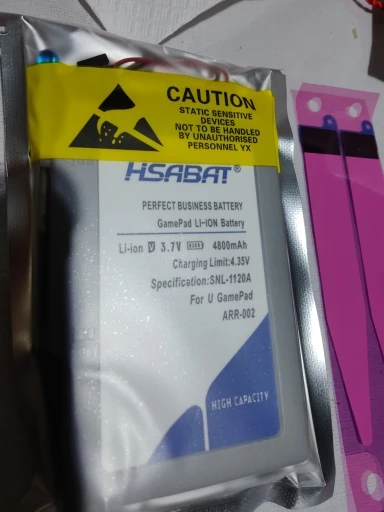 CAUTION
STATIC SENSITIVE
DEVICES
NOT TO BE HANDLED
BY UNAUTHORISED
PERSONNEL YX
HSABAT®
PERFECT BUSINESS BATTERY
GamePad Li-ION Battery
Li-ion 3.7V 4800mAh
Charging Limit:4.35V
Specification:SNL-1120A
For U GamePad
ARR-002
HIGH CAPACITY